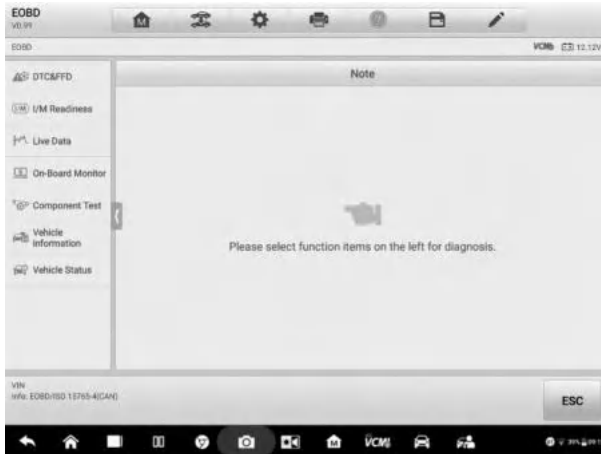 EOBD
V0.99
EOBD
VCMI 12.12V
DTC&FFD
I/M Readiness
Live Data
On-Board Monitor
Component Test
Vehicle
Information
Vehicle Status
Note
Please select function items on the left for diagnosis.
VIN
Info: EOBD/ISO 15765-4(CAN)
ESC
VCMI